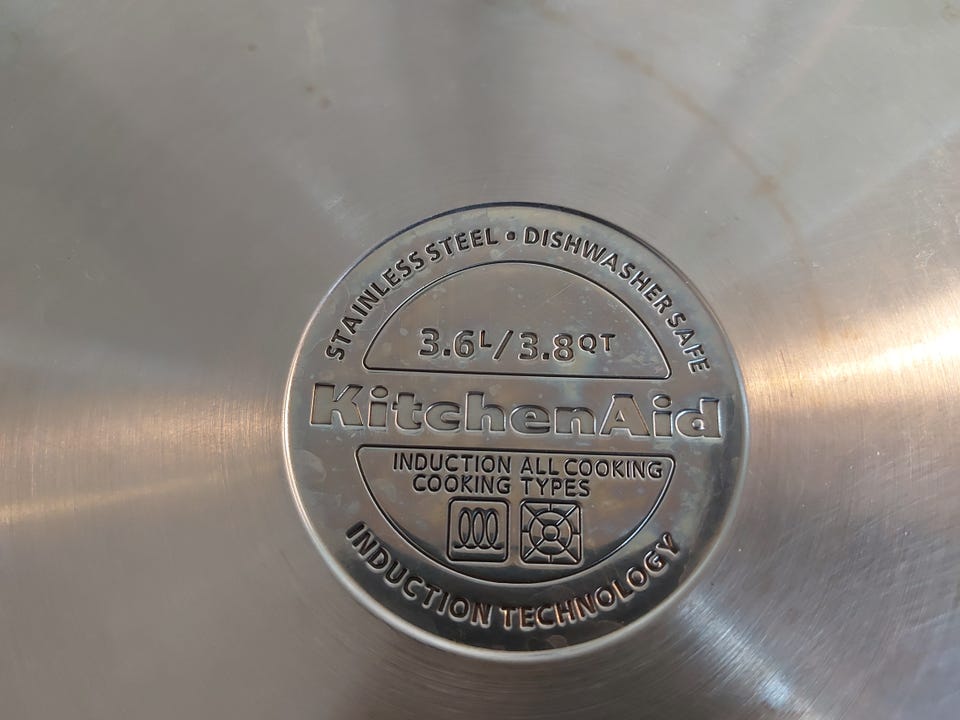 STAINLESS STEEL • DISHWASHER SAFE
3.6L/3.8QT
KitchenAid
INDUCTION ALL COOKING
COOKING TYPES
INDUCTION TECHNOLOGY